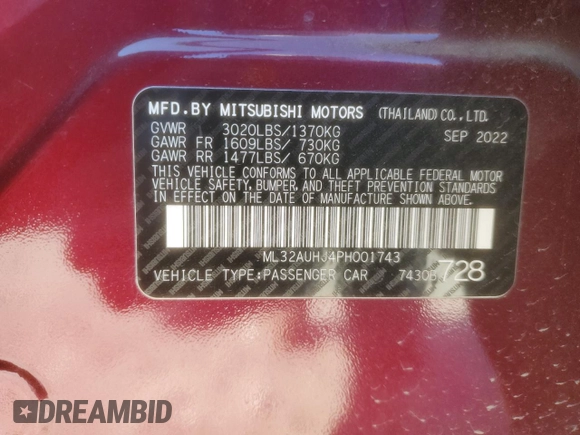 MFD.BY MITSUBISHI MOTORS (THAILAND)CO.,LTD.
GVWR 3020LBS/1370KG SEP 2022
GAWR FR 1609LBS/ 730KG
GAWR RR 1477LBS/ 670KG
THIS VEHICLE CONFORMS TO ALL APPLICABLE FEDERAL MOTOR
VEHICLE SAFETY, BUMPER, AND THEFT PREVENTION STANDARDS
IN EFFECT ON THE DATE OF MANUFACTURE SHOWN ABOVE.
ML32AUHJ4PH001743
VEHICLE TYPE:PASSENGER CAR 74306 728
DREAMBID